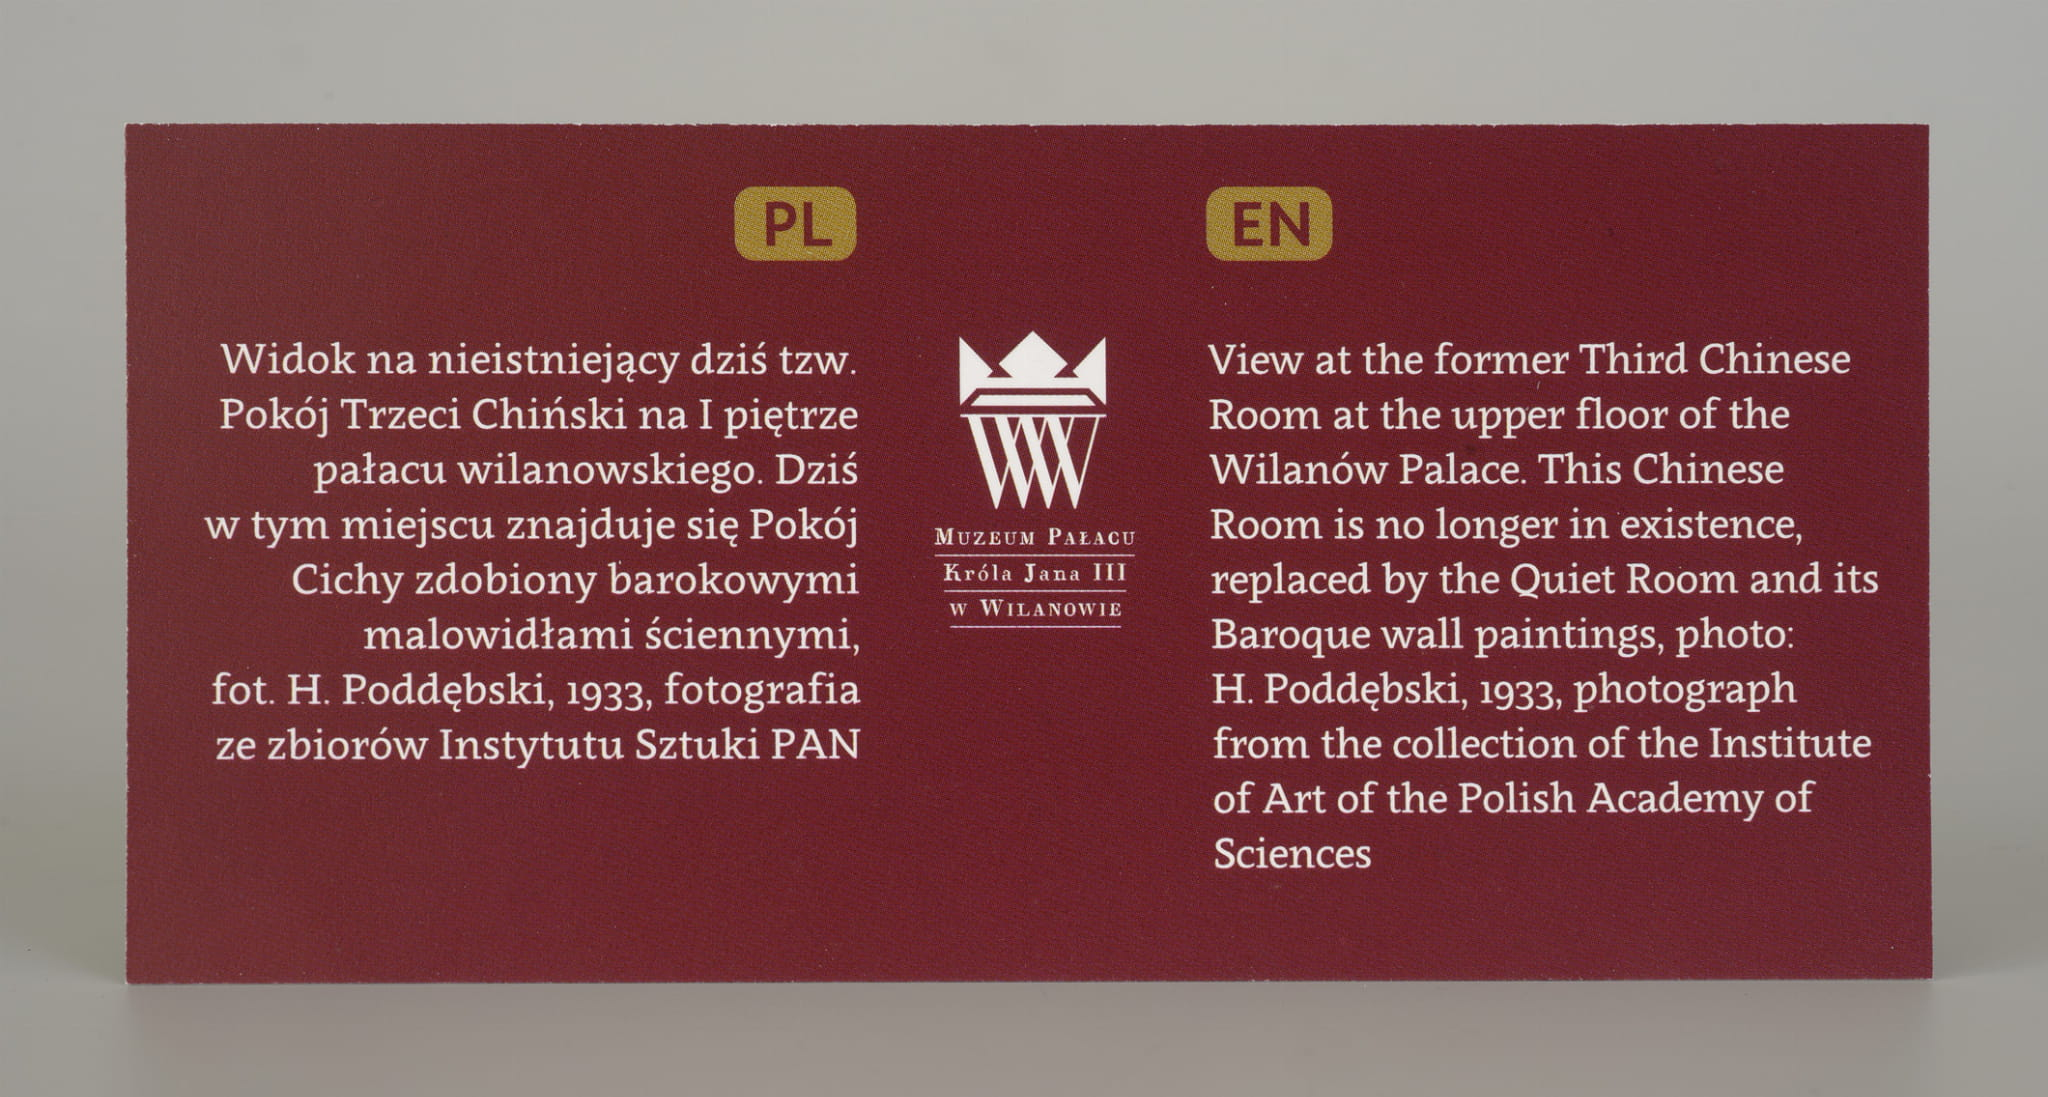 PL
Widok na nieistniejący dziś tzw.
Pokój Trzeci Chiński na I piętrze
pałacu wilanowskiego. Dziś
w tym miejscu znajduje się Pokój
Cichy zdobiony barokowymi
malowidłami ściennymi,
fot. H. Poddębski, 1933, fotografia
ze zbiorów Instytutu Sztuki PAN
Muzeum Pałacu
Króla Jana III
w Wilanowie
EN
View at the former Third Chinese
Room at the upper floor of the
Wilanów Palace. This Chinese
Room is no longer in existence,
replaced by the Quiet Room and its
Baroque wall paintings, photo:
H. Poddębski, 1933, photograph
from the collection of the Institute
of Art of the Polish Academy of
Sciences